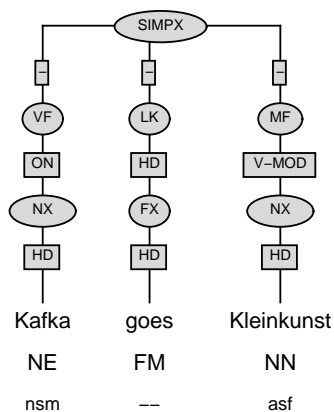 SIMPX
– – –
VF LK MF
ON HD V–MOD
NX FX NX
HD HD HD
Kafka goes Kleinkunst
NE FM NN
nsm –– asf